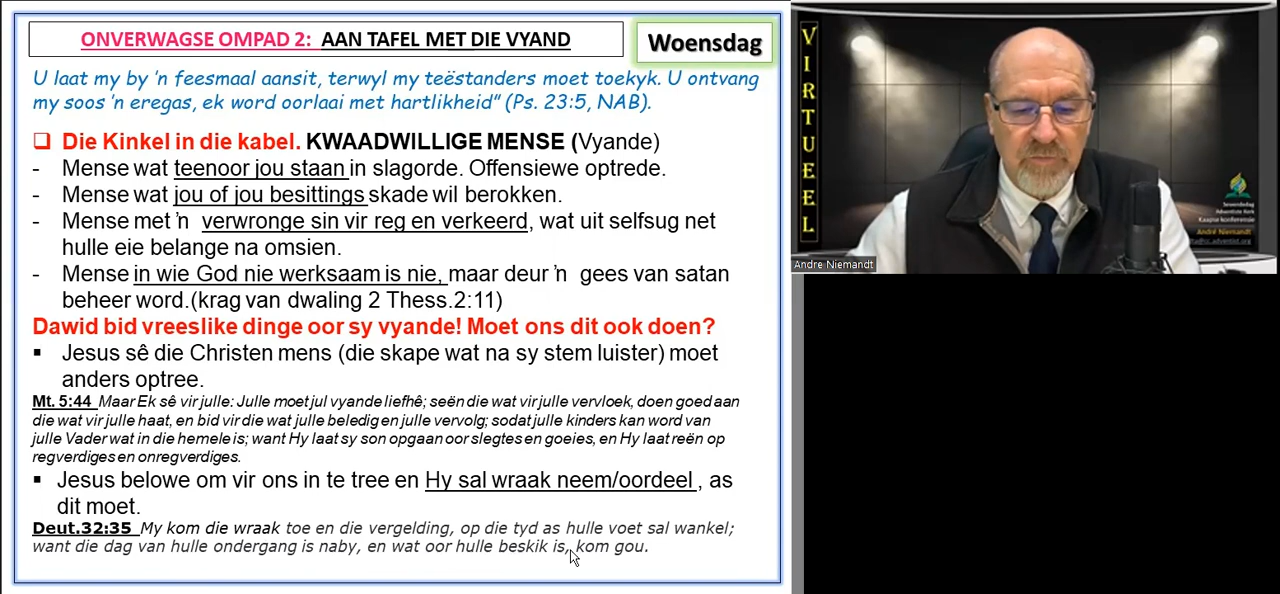 ONVERWAGSE OMPAD 2: AAN TAFEL MET DIE VYAND
Woensdag
U laat my by 'n feesmaal aansit, terwyl my teëstanders moet toekyk. U ontvang
my soos 'n eregas, ek word oorlaai met hartlikheid" (Ps. 23:5, NAB).
❑ Die Kinkel in die kabel. KWAADWILLIGE MENSE (Vyande)
- Mense wat teenoor jou staan in slagorde. Offensiewe optrede.
- Mense wat jou of jou besittings skade wil berokken.
- Mense met 'n verwronge sin vir reg en verkeerd, wat uit selfsug net
hulle eie belange na omsien.
- Mense in wie God nie werksaam is nie, maar deur 'n gees van satan
beheer word.(krag van dwaling 2 Thess.2:11)
Dawid bid vreeslike dinge oor sy vyande! Moet ons dit ook doen?
▪ Jesus sê die Christen mens (die skape wat na sy stem luister) moet
anders optree.
Mt. 5:44 Maar Ek sê vir julle: Julle moet jul vyande liefhê; seën die wat vir julle vervloek, doen goed aan
die wat vir julle haat, en bid vir die wat julle beledig en julle vervolg; sodat julle kinders kan word van
julle Vader wat in die hemele is; want Hy laat sy son opgaan oor slegtes en goeies, en Hy laat reën op
regverdiges en onregverdiges.
▪ Jesus belowe om vir ons in te tree en Hy sal wraak neem/oordeel , as
dit moet.
Deut.32:35 My kom die wraak toe en die vergelding, op die tyd as hulle voet sal wankel;
want die dag van hulle ondergang is naby, en wat oor hulle beskik is, kom gou.
VIRTUEEL
Sewendedag
Adventiste Kerk
Kaapse Konferensie
André Niemandt
cc.adventist.org
Andre Niemandt